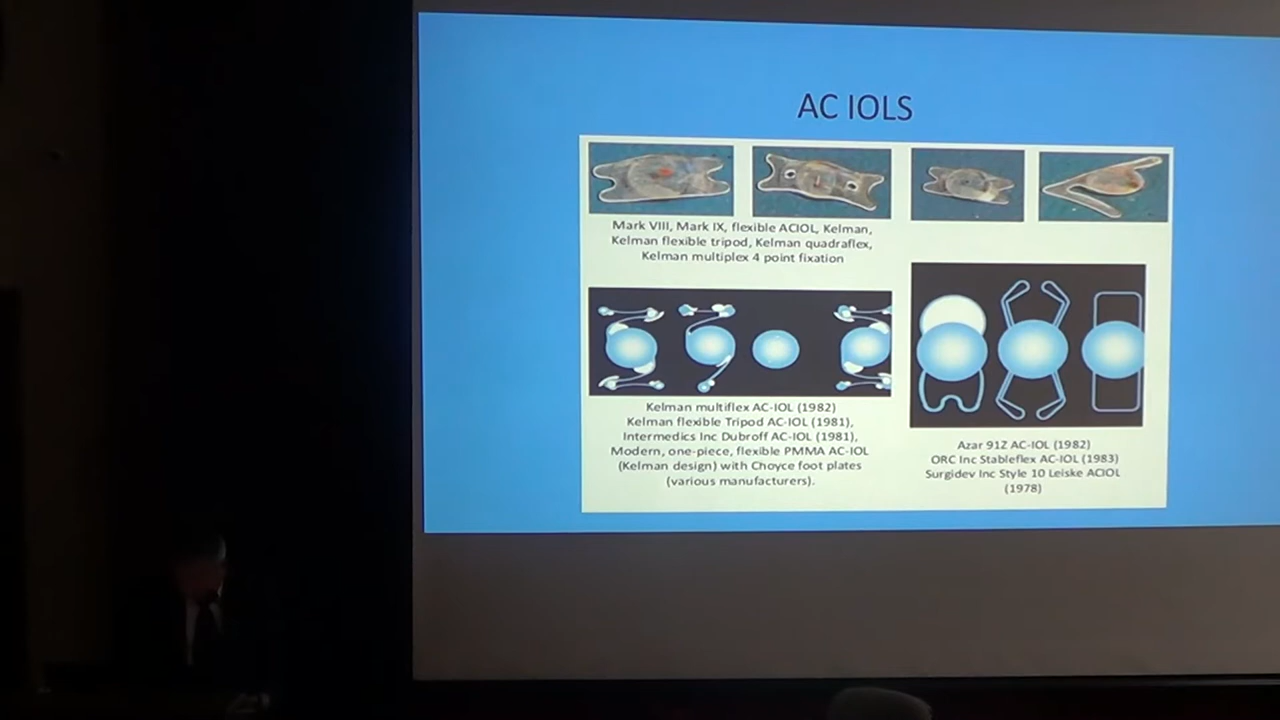 AC IOLS
Mark VIII, Mark IX, flexible ACIOL, Kelman,
Kelman flexible tripod, Kelman quadraflex,
Kelman multiplex 4 point fixation
Kelman multiflex AC-IOL (1982)
Kelman flexible Tripod AC-IOL (1981),
Intermedics Inc Dubroff AC-IOL (1981),
Modern, one-piece, flexible PMMA AC-IOL
(Kelman design) with Choyce foot plates
(various manufacturers).
Azar 91Z AC-IOL (1982)
ORC Inc Stableflex AC-IOL (1983)
Surgidev Inc Style 10 Leiske ACIOL
(1978)